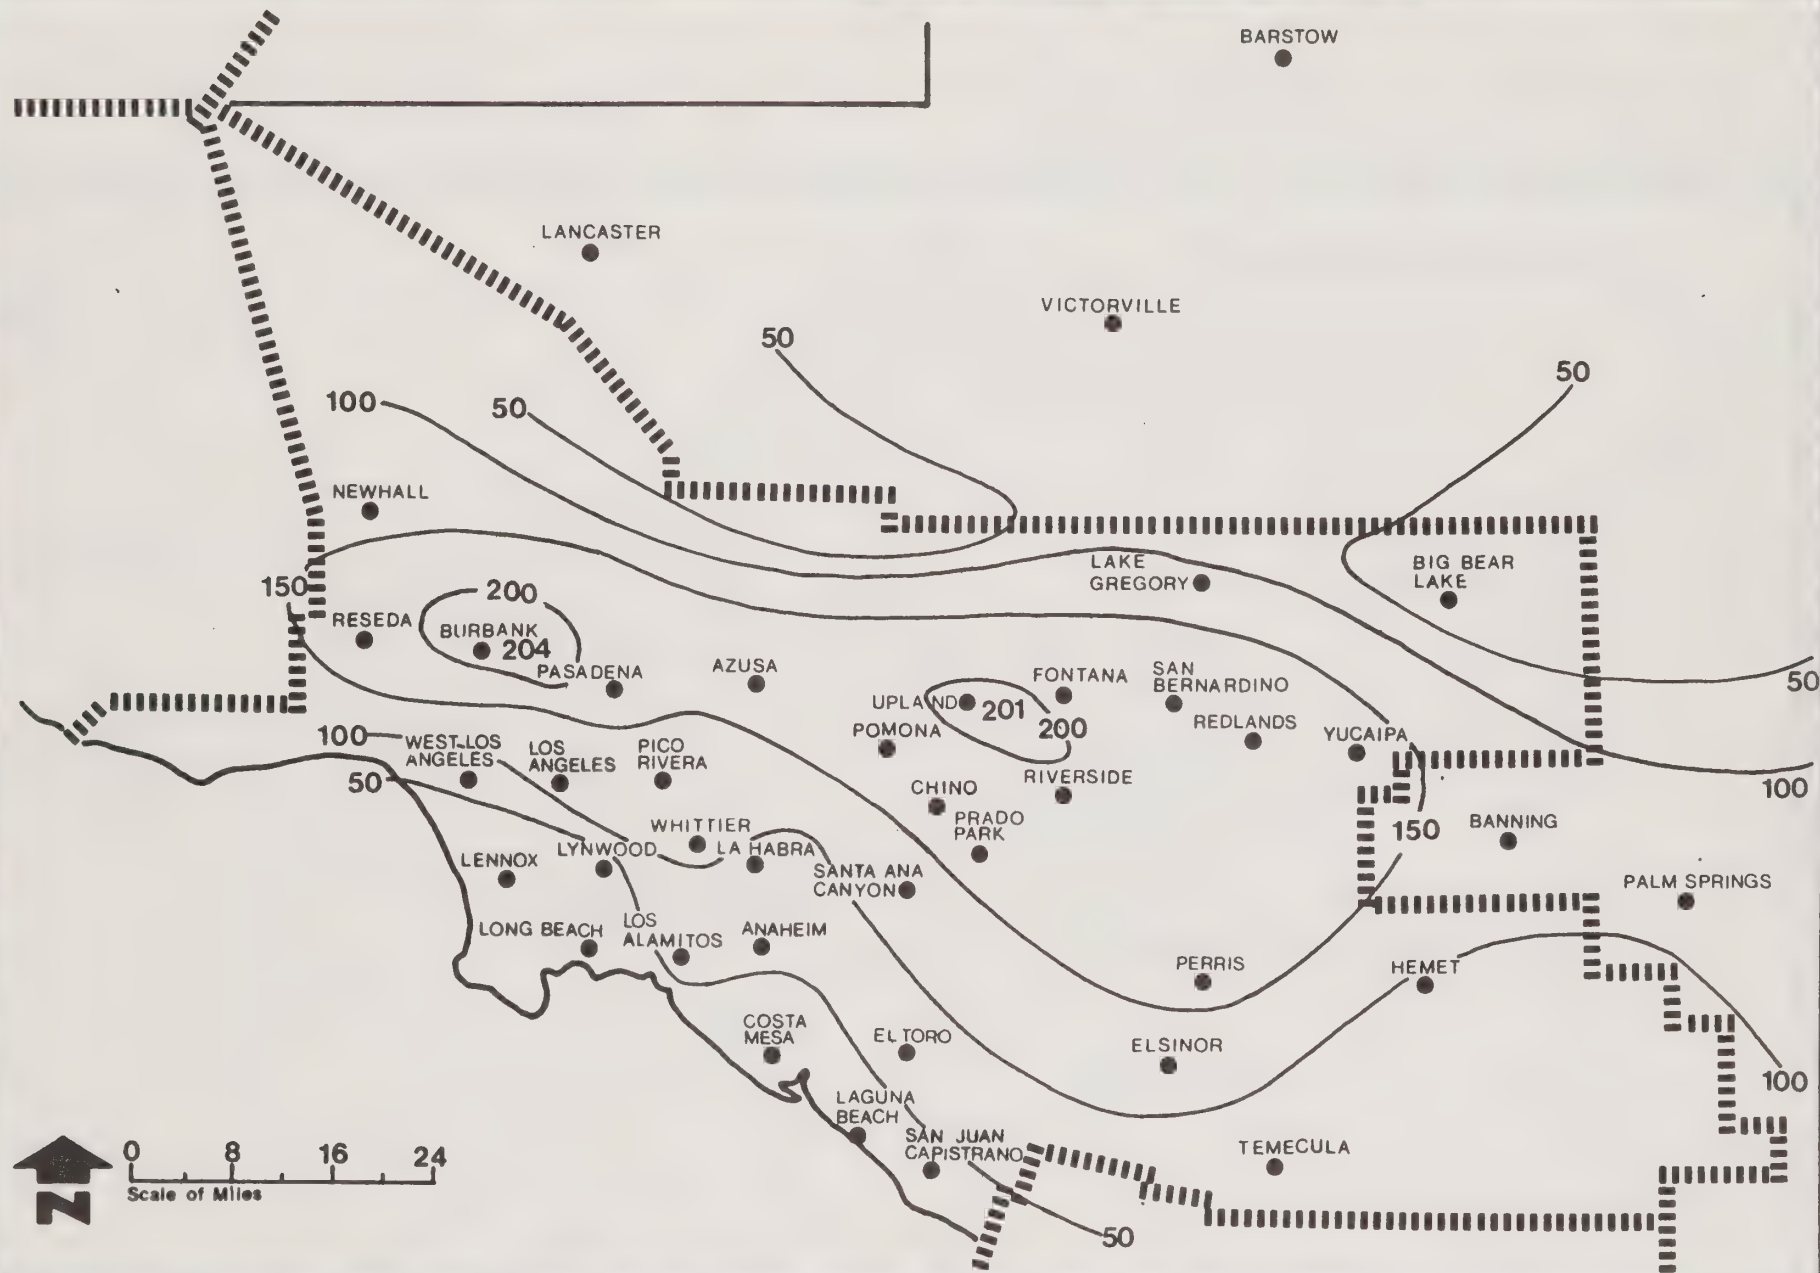 BARSTOW
LANCASTER
VICTORVILLE
50
50
100
50
NEWHALL
LAKE
GREGORY
BIG BEAR
LAKE
150
200
RESEDA
BURBANK
204
PASADENA
AZUSA
FONTANA
SAN
BERNARDINO
UPLAND
201
200
50
REDLANDS
POMONA
YUCAIPA
100
WEST LOS
ANGELES
LOS
ANGELES
PICO
RIVERA
50
RIVERSIDE
CHINO
100
PRADO
PARK
WHITTIER
150
BANNING
LYNWOOD
LA HABRA
LENNOX
SANTA ANA
CANYON
PALM SPRINGS
LONG BEACH
LOS
ALAMITOS
ANAHEIM
PERRIS
HEMET
COSTA
MESA
EL TORO
ELSINOR
100
LAGUNA
BEACH
SAN JUAN
CAPISTRANO
TEMECULA
0 8 16 24
Scale of Miles
N
50